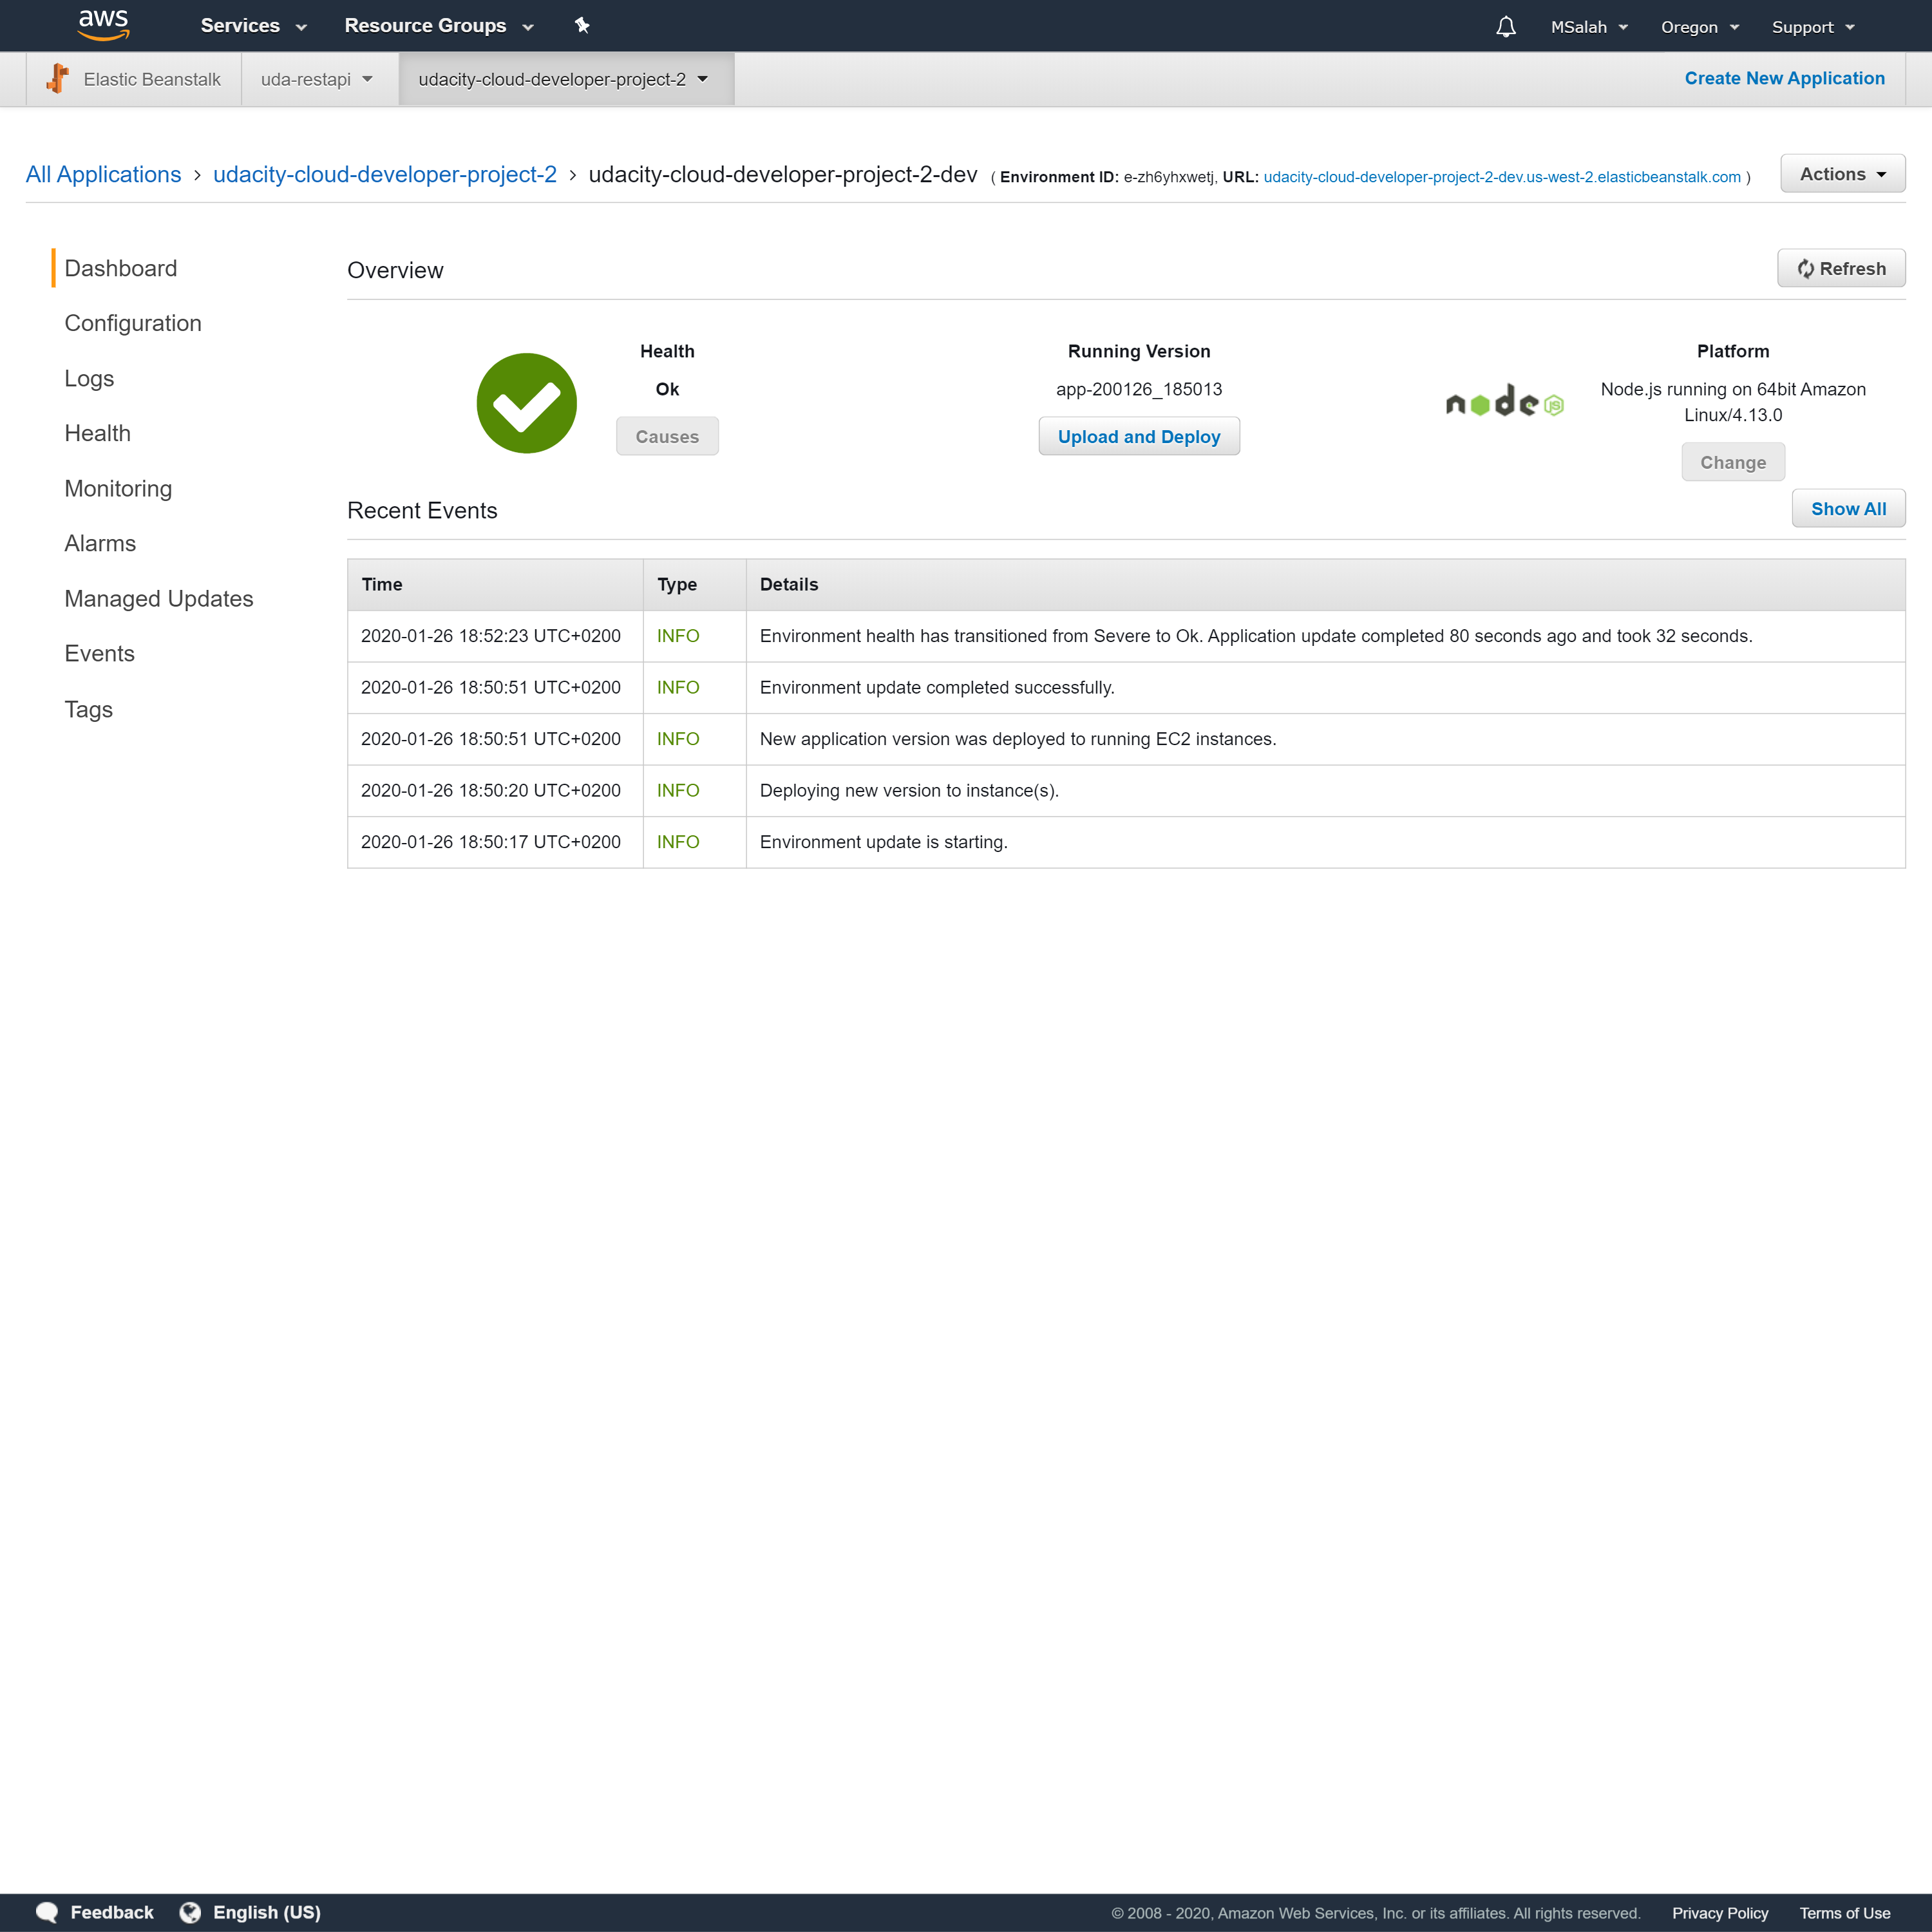 aws Services Resource Groups MSalah Oregon Support
Elastic Beanstalk uda-restapi udacity-cloud-developer-project-2 Create New Application
All Applications > udacity-cloud-developer-project-2 > udacity-cloud-developer-project-2-dev ( Environment ID: e-zh6yhxwetj, URL: udacity-cloud-developer-project-2-dev.us-west-2.elasticbeanstalk.com ) Actions
Dashboard
Configuration
Logs
Health
Monitoring
Alarms
Managed Updates
Events
Tags
Overview Refresh
Health
Ok
Causes
Running Version
app-200126_185013
Upload and Deploy
node JS
Platform
Node.js running on 64bit Amazon
Linux/4.13.0
Change
Recent Events Show All
Time Type Details
2020-01-26 18:52:23 UTC+0200 INFO Environment health has transitioned from Severe to Ok. Application update completed 80 seconds ago and took 32 seconds.
2020-01-26 18:50:51 UTC+0200 INFO Environment update completed successfully.
2020-01-26 18:50:51 UTC+0200 INFO New application version was deployed to running EC2 instances.
2020-01-26 18:50:20 UTC+0200 INFO Deploying new version to instance(s).
2020-01-26 18:50:17 UTC+0200 INFO Environment update is starting.
Feedback English (US) © 2008 - 2020, Amazon Web Services, Inc. or its affiliates. All rights reserved. Privacy Policy Terms of Use